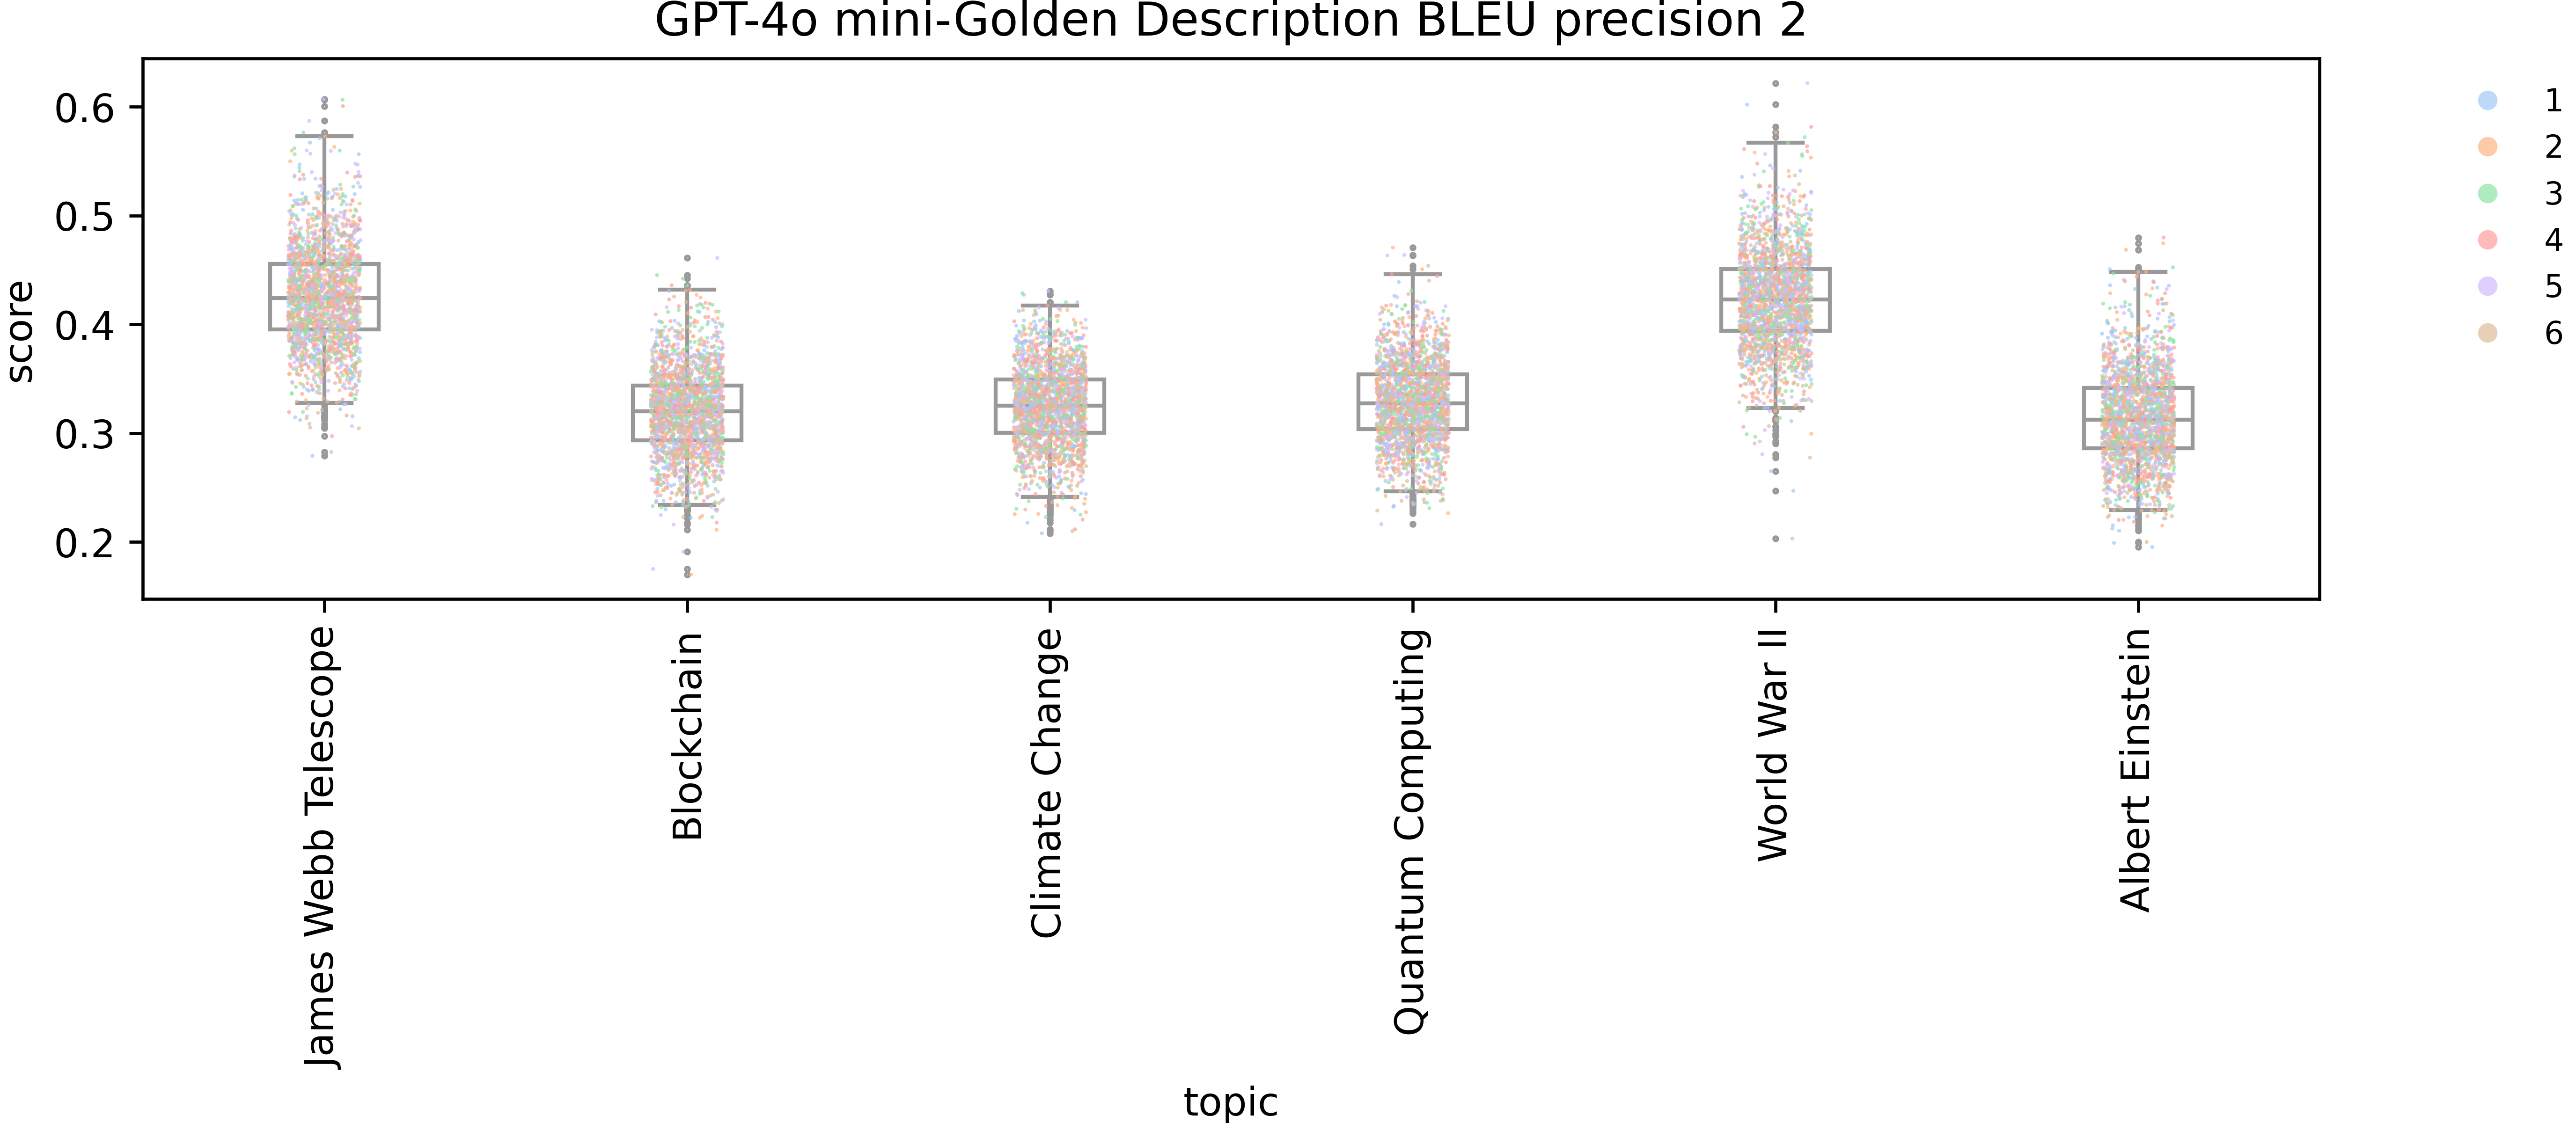 GPT-4o mini-Golden Description BLEU precision 2
score
0.6
0.5
0.4
0.3
0.2
James Webb Telescope
Blockchain
Climate Change
Quantum Computing
World War II
Albert Einstein
topic
1
2
3
4
5
6